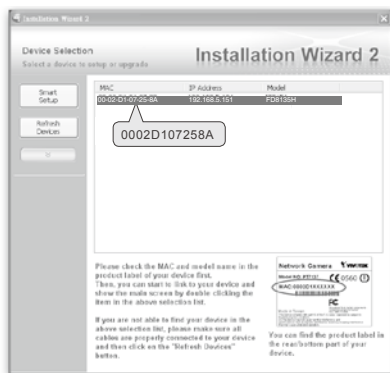 Installation Wizard 2
Device Selection
Select a device to setup or upgrade
Installation Wizard 2
Smart
Setup
Refresh
Devices
MAC IP Address Model
00-02-D1-07-25-8A 192.168.5.151 FD8135H
0002D107258A
Please check the MAC and model name in the
product label of your device first.
Then, you can start to link to your device and
show the main screen by double clicking the
item in the above selection list.
If you are not able to find your device in the
above selection list, please make sure all
cables are properly connected to your device
and then click on the "Refresh Devices"
button.
Network Camera VIVOTEK
0560
FC
You can find the product label in
the rear/bottom part of your
device.